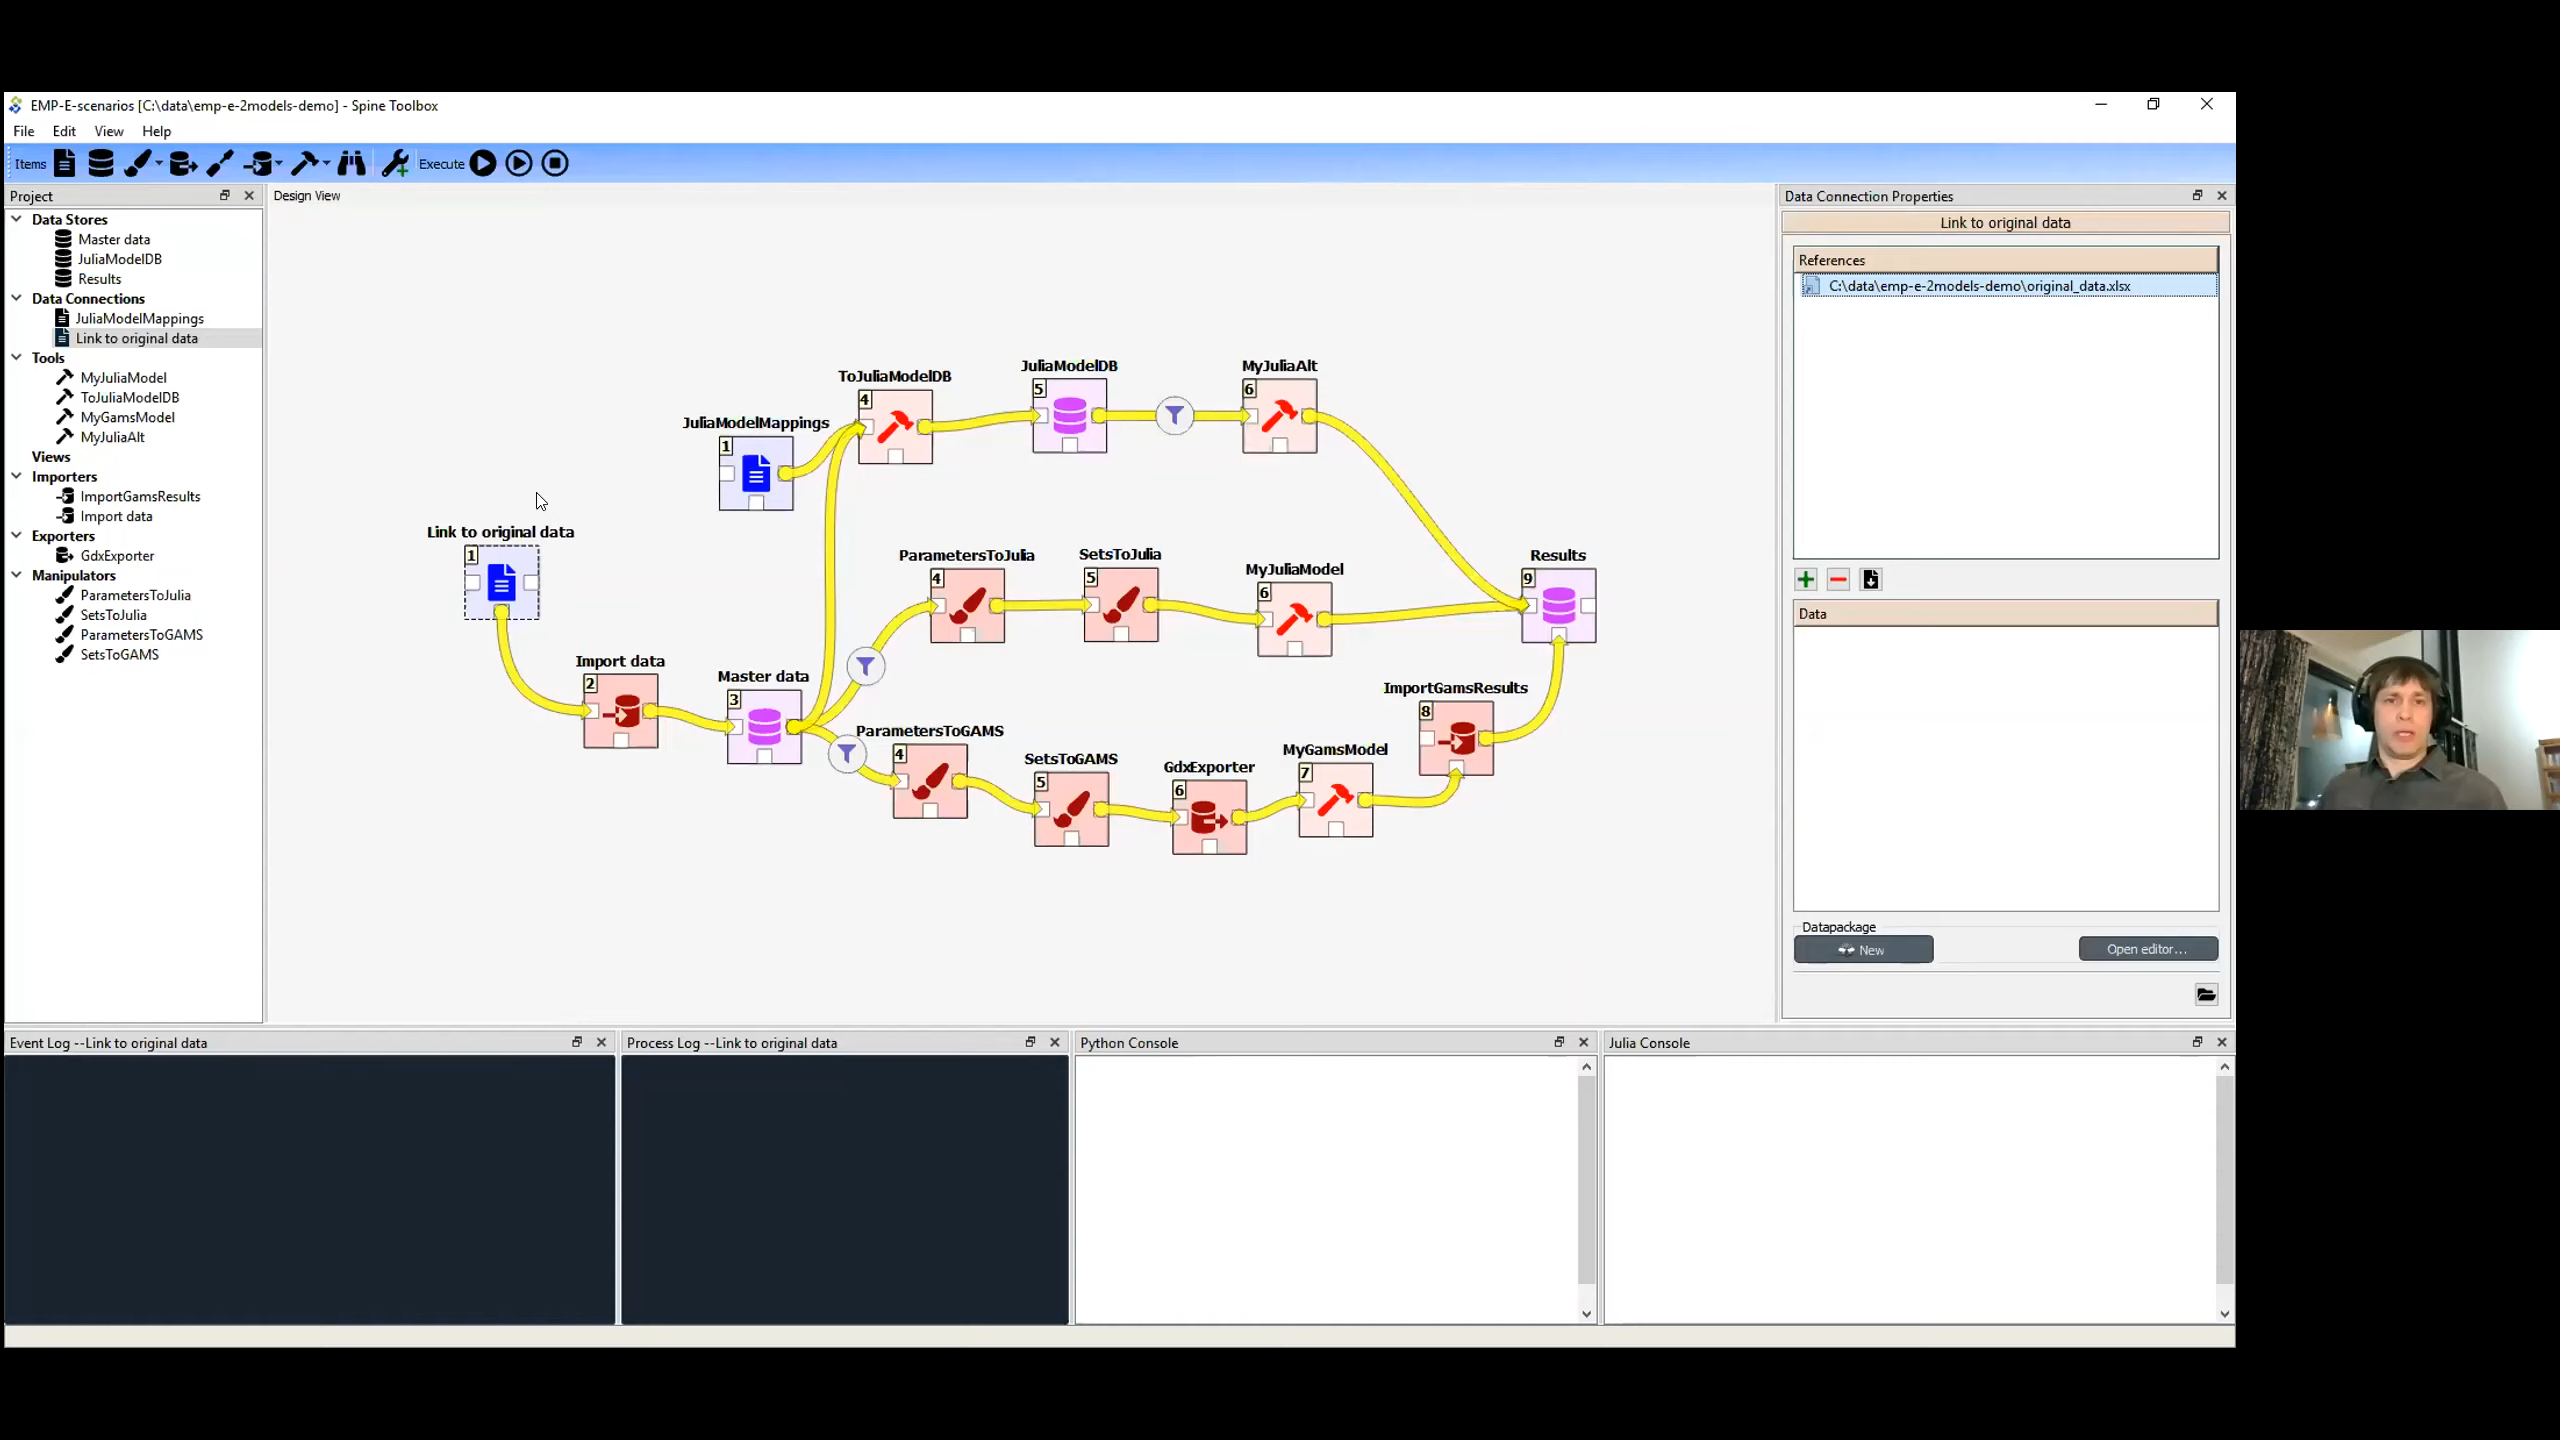 EMP-E-scenarios [C:\data\emp-e-2models-demo] - Spine Toolbox
File Edit View Help
Items Execute
Project
Data Stores
Master data
JuliaModelDB
Results
Data Connections
JuliaModelMappings
Link to original data
Tools
MyJuliaModel
ToJuliaModelDB
MyGamsModel
MyJuliaAlt
Views
Importers
ImportGamsResults
Import data
Exporters
GdxExporter
Manipulators
ParametersToJulia
SetsToJulia
ParametersToGAMS
SetsToGAMS
Design View
JuliaModelDB
5
MyJuliaAlt
6
ToJuliaModelDB
4
JuliaModelMappings
1
Link to original data
1
ParametersToJulia
4
SetsToJulia
5
MyJuliaModel
6
Results
9
Import data
2
Master data
3
ImportGamsResults
8
ParametersToGAMS
4
SetsToGAMS
5
GdxExporter
6
MyGamsModel
7
Data Connection Properties
Link to original data
References
C:\data\emp-e-2models-demo\original_data.xlsx
Data
Datapackage
New
Open editor...
Event Log --Link to original data
Process Log --Link to original data
Python Console
Julia Console